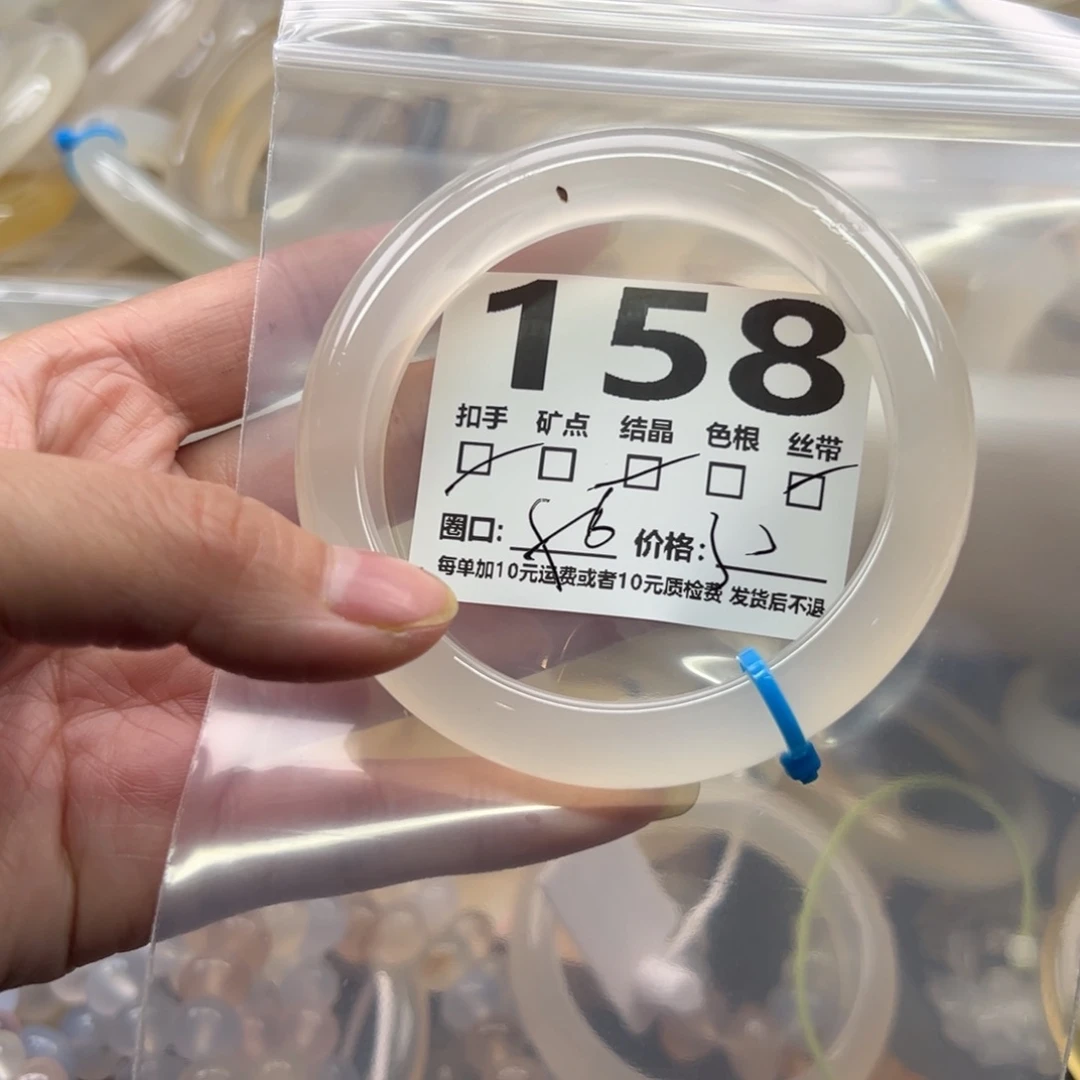 158
扣手 矿点 结晶 色根 丝带
圈口: 56 价格:
每单加10元运费或者10元质检费 发货后不退